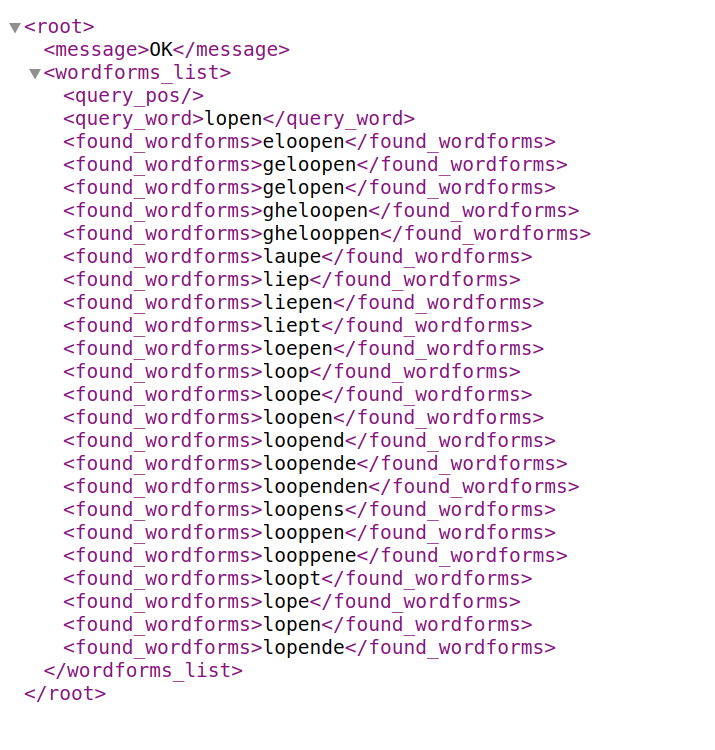 <root>
<message>OK</message>
<wordforms_list>
<query_pos/>
<query_word>lopen</query_word>
<found_wordforms>eloopen</found_wordforms>
<found_wordforms>geloopen</found_wordforms>
<found_wordforms>gelopen</found_wordforms>
<found_wordforms>gheloopen</found_wordforms>
<found_wordforms>ghelooppen</found_wordforms>
<found_wordforms>laupe</found_wordforms>
<found_wordforms>liep</found_wordforms>
<found_wordforms>liepen</found_wordforms>
<found_wordforms>liept</found_wordforms>
<found_wordforms>loepen</found_wordforms>
<found_wordforms>loop</found_wordforms>
<found_wordforms>loope</found_wordforms>
<found_wordforms>loopen</found_wordforms>
<found_wordforms>loopend</found_wordforms>
<found_wordforms>loopende</found_wordforms>
<found_wordforms>loopenden</found_wordforms>
<found_wordforms>loopens</found_wordforms>
<found_wordforms>looppen</found_wordforms>
<found_wordforms>looppene</found_wordforms>
<found_wordforms>loopt</found_wordforms>
<found_wordforms>lope</found_wordforms>
<found_wordforms>lopen</found_wordforms>
<found_wordforms>lopende</found_wordforms>
</wordforms_list>
</root>